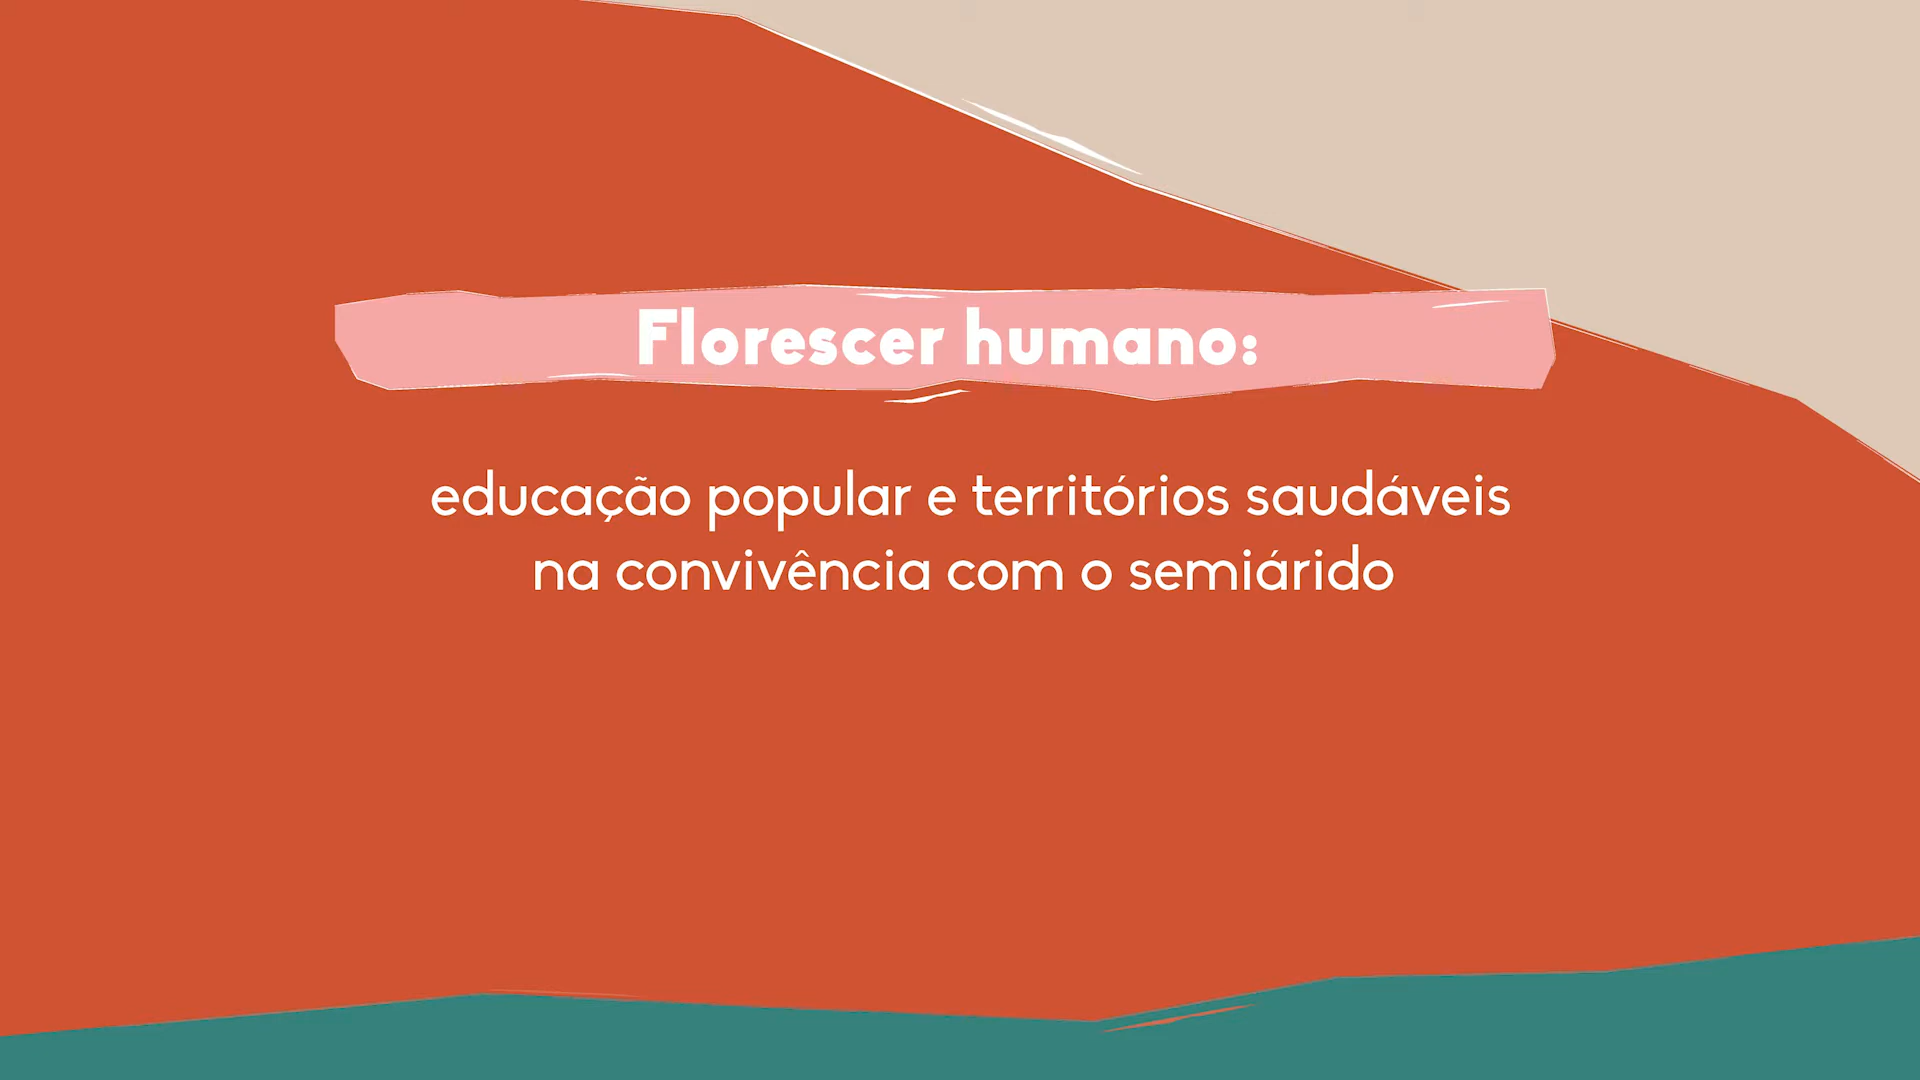 Florescer humano:
educação popular e territórios saudáveis
na convivência com o semiárido